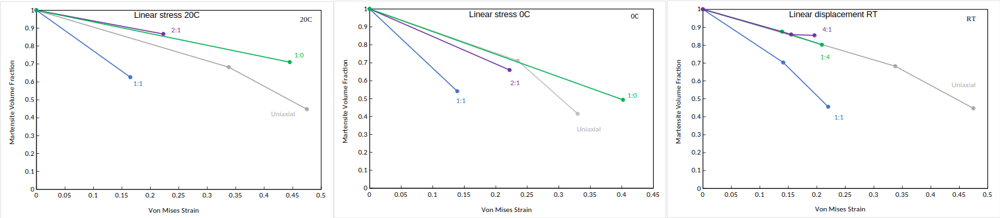 Linear stress 20C
20C
1
0.9
0.8
0.7
0.6
0.5
0.4
0.3
0.2
0.1
0
Martensite Volume Fraction
2:1
1:0
1:1
Uniaxial
0 0.05 0.1 0.15 0.2 0.25 0.3 0.35 0.4 0.45 0.5
Von Mises Strain
Linear stress 0C
0C
1
0.9
0.8
0.7
0.6
0.5
0.4
0.3
0.2
0.1
0
Martensite Volume Fraction
2:1
1:0
1:1
Uniaxial
0 0.05 0.1 0.15 0.2 0.25 0.3 0.35 0.4 0.45
Von Mises Strain
Linear displacement RT
RT
1
0.9
0.8
0.7
0.6
0.5
0.4
0.3
0.2
0.1
0
Martensite Volume Fraction
4:1
1:4
Uniaxial
1:1
0 0.05 0.1 0.15 0.2 0.25 0.3 0.35 0.4 0.45 0.5
Von Mises Strain